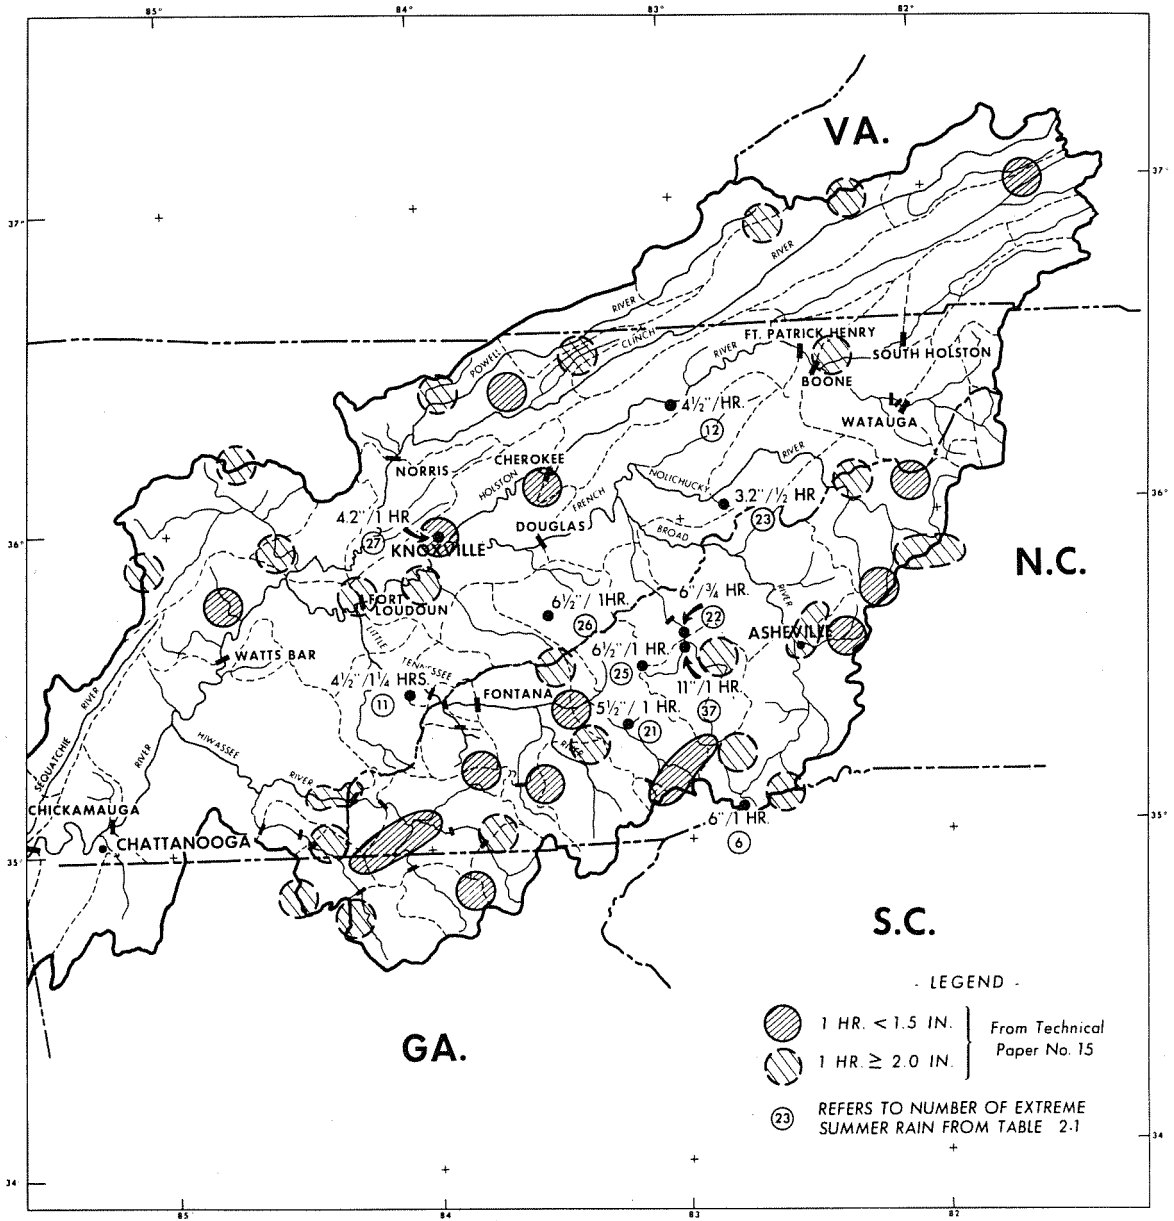 85°
84°
83°
82°
VA.
37°
37°
RIVER
RIVER
CLINCH
POWELL
RIVER
FT. PATRICK HENRY
SOUTH HOLSTON
BOONE
WATAUGA
4½"/HR.
12
NORRIS
CHEROKEE
HOLSTON
FRENCH
NOLICHUCKY
RIVER
3.2"/½ HR
23
36°
4.2"/1 HR
27
KNOXVILLE
DOUGLAS
BROAD
36°
N.C.
FORT
LOUDOUN
LITTLE
6½"/1HR.
26
6"/¾ HR.
22
RIVER
ASHEVILLE
WATTS BAR
TENNESSEE
4½"/1¼ HRS.
11
6½"/1 HR.
25
11"/1 HR.
37
FONTANA
5½"/1 HR.
21
RIVER
SEQUATCHIE
RIVER
RIVER
HIWASSEE
RIVER
CHICKAMAUGA
CHATTANOOGA
6"/1 HR.
6
35°
35°
S.C.
GA.
- LEGEND -
1 HR. < 1.5 IN.
1 HR. ≥ 2.0 IN.
From Technical
Paper No. 15
23
REFERS TO NUMBER OF EXTREME
SUMMER RAIN FROM TABLE 2-1
34
34
85
84
83
82